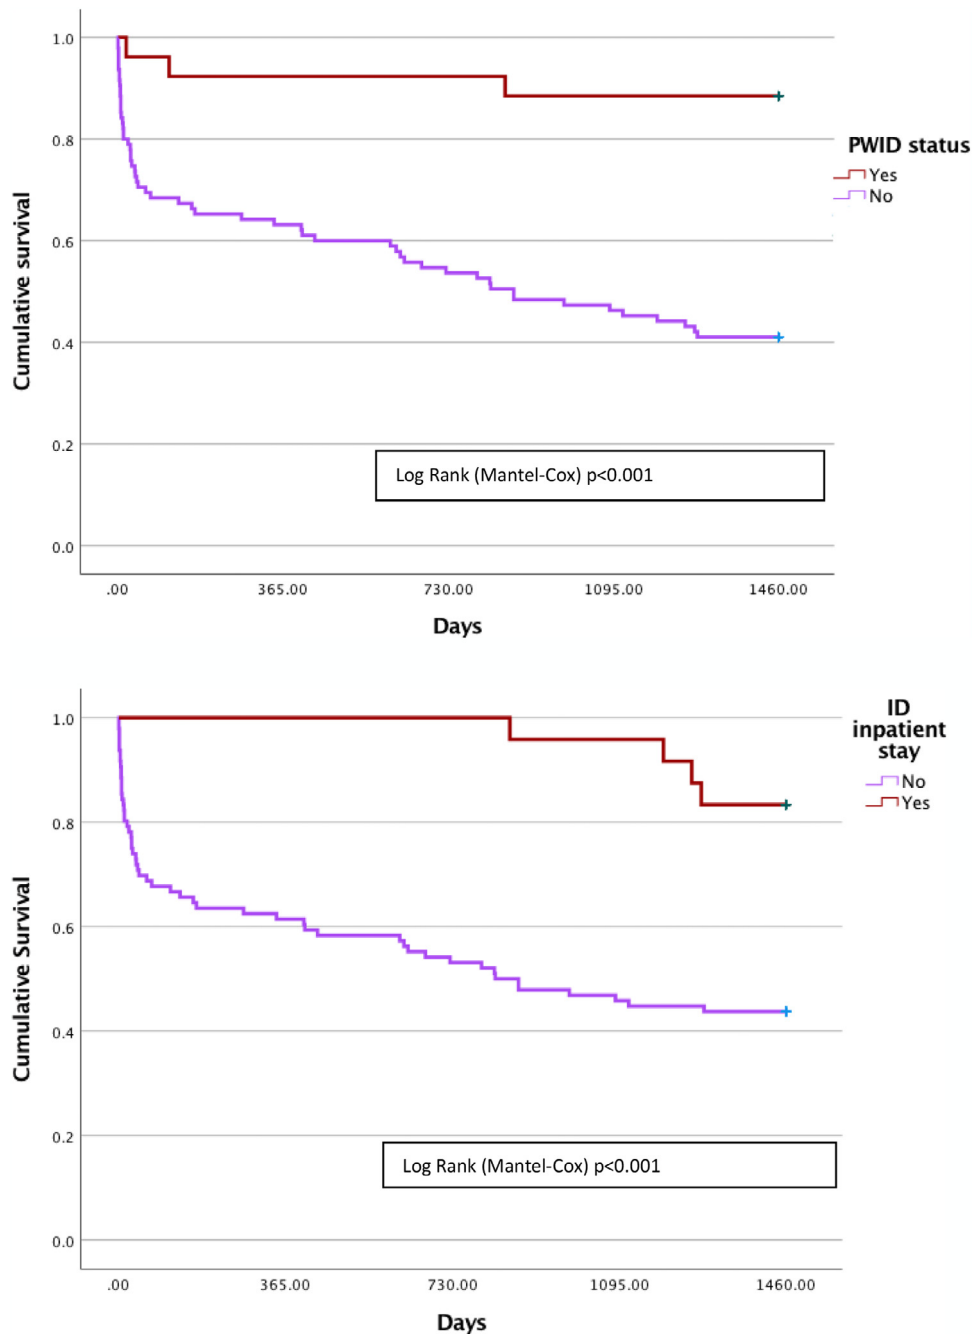 1.0
0.8
0.6
0.4
0.2
0.0
Cumulative survival
PWID status
Yes
No
Log Rank (Mantel-Cox) p<0.001
.00 365.00 730.00 1095.00 1460.00
Days
1.0
0.8
0.6
0.4
0.2
0.0
Cumulative Survival
ID
inpatient
stay
No
Yes
Log Rank (Mantel-Cox) p<0.001
.00 365.00 730.00 1095.00 1460.00
Days